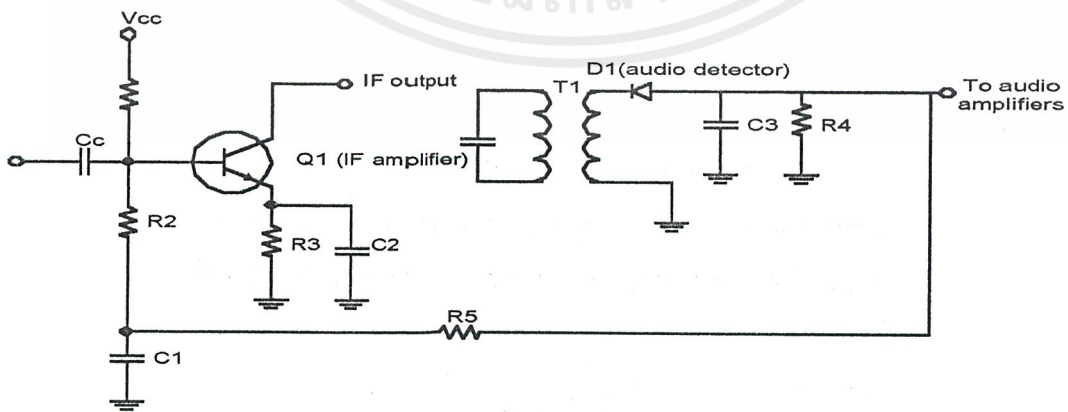 Vcc
IF output
D1(audio detector)
T1
To audio
amplifiers
Cc
Q1 (IF amplifier)
C3
R4
R2
R3
C2
R5
C1